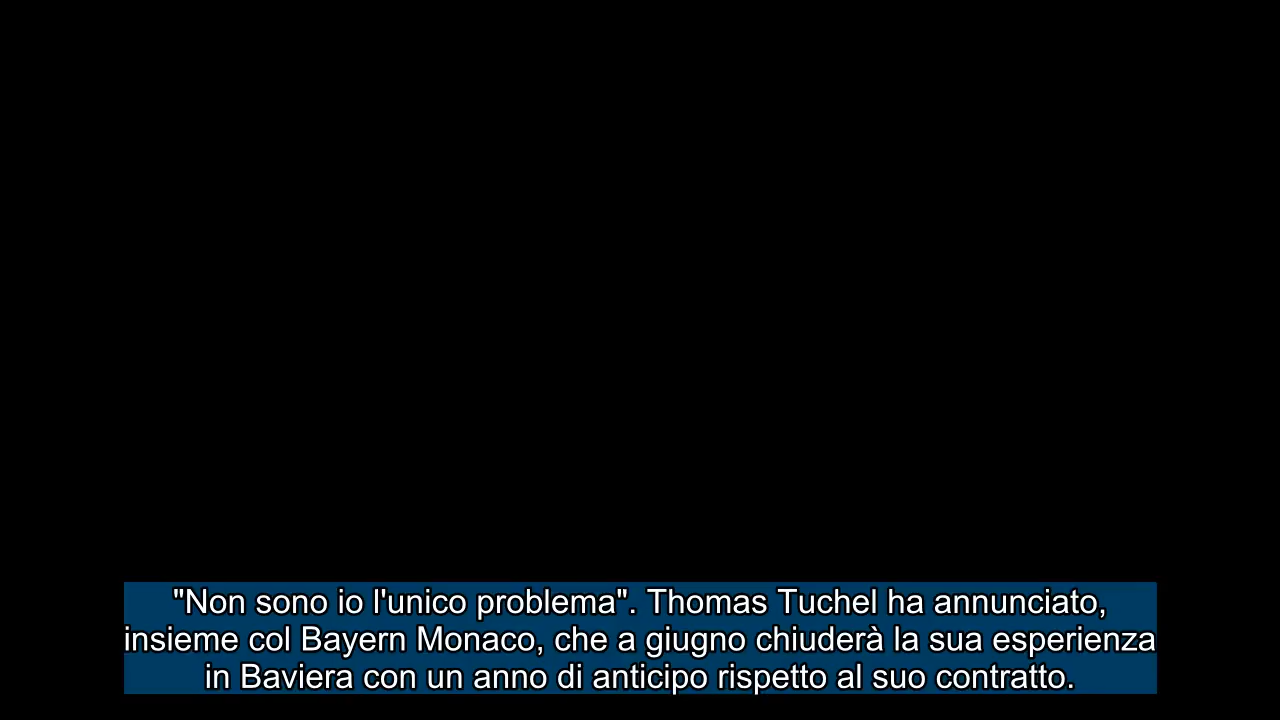 "Non sono io l'unico problema". Thomas Tuchel ha annunciato,
insieme col Bayern Monaco, che a giugno chiuderà la sua esperienza
in Baviera con un anno di anticipo rispetto al suo contratto.